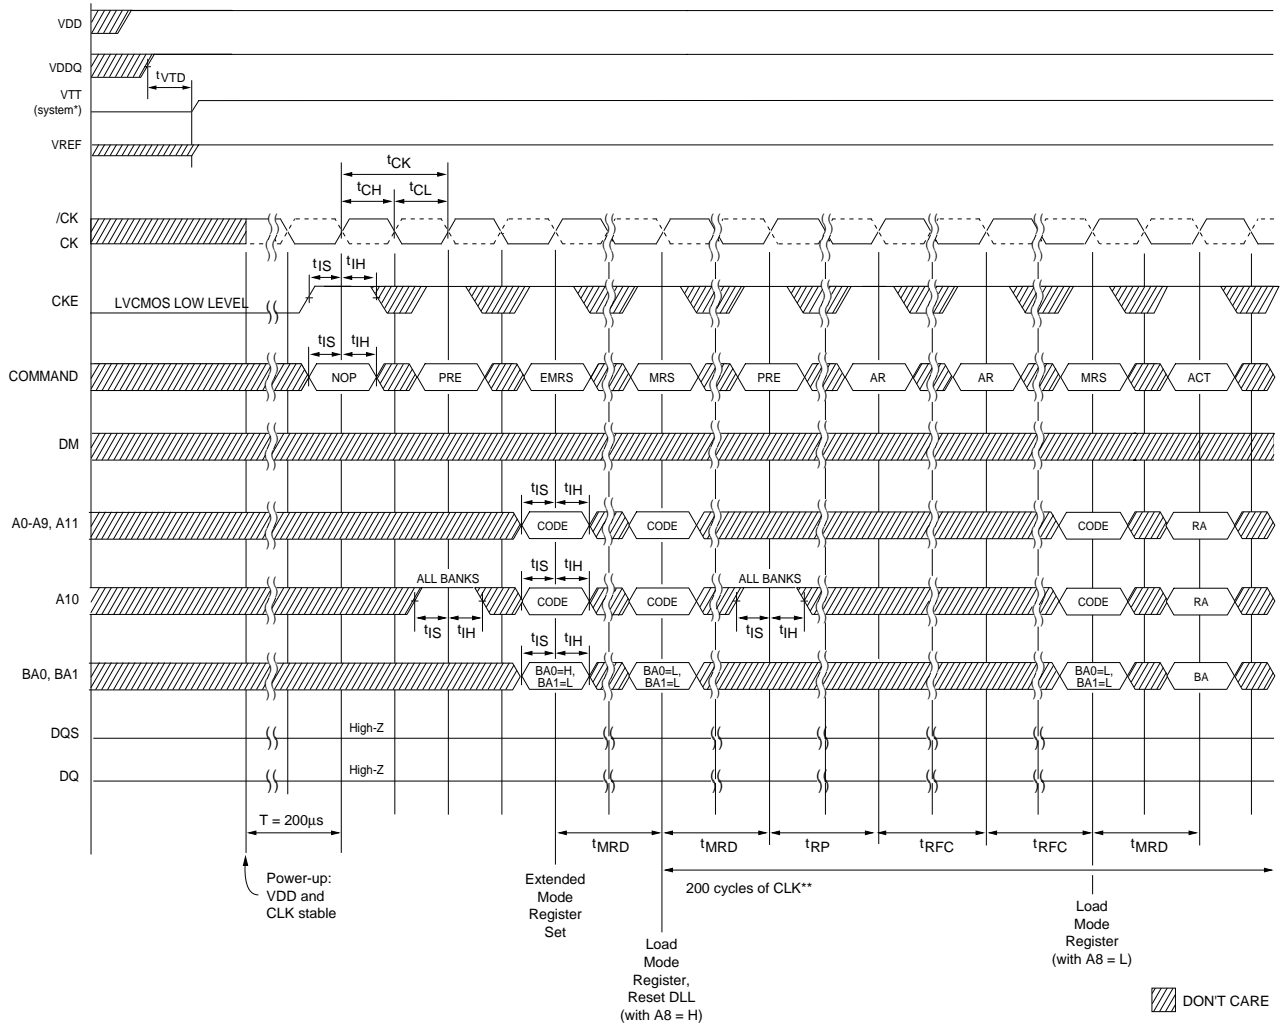 VDD
VDDQ
tVTD
VTT
(system*)
VREF
tCK
tCH tCL
/CK
CK
tIS tIH
CKE LVCMOS LOW LEVEL
tIS tIH
COMMAND NOP PRE EMRS MRS PRE AR AR MRS ACT
DM
tIS tIH
A0-A9, A11 CODE CODE CODE RA
ALL BANKS tIS tIH ALL BANKS
A10 CODE CODE CODE RA
tIS tIH tIS tIH
tIS tIH
BA0, BA1 BA0=H, BA1=L BA0=L, BA1=L BA0=L, BA1=L BA
DQS High-Z
DQ High-Z
T = 200µs
tMRD tMRD tRP tRFC tRFC tMRD
Power-up:
VDD and
CLK stable
Extended
Mode
Register
Set
200 cycles of CLK**
Load
Mode
Register,
Reset DLL
(with A8 = H)
Load
Mode
Register
(with A8 = L)
DON'T CARE